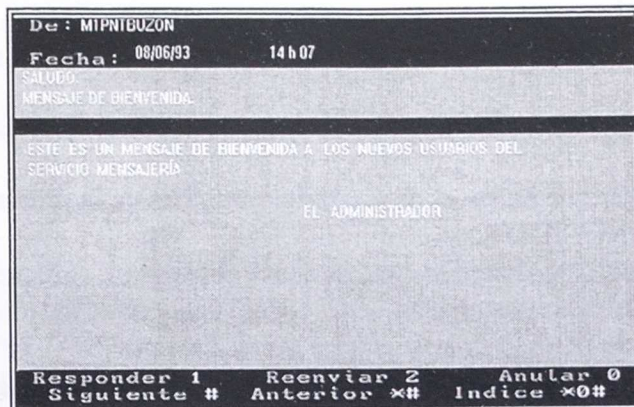 De: M1PNTBUZON
Fecha: 08/06/93 14 h 07
SALUDO.
MENSAJE DE BIENVENIDA.
ESTE ES UN MENSAJE DE BIENVENIDA A LOS NUEVOS USUARIOS DEL
SERVICIO MENSAJERÍA
EL ADMINISTRADOR
Responder 1 Reenviar 2 Anular 0
Siguiente # Anterior *# Indice *0#